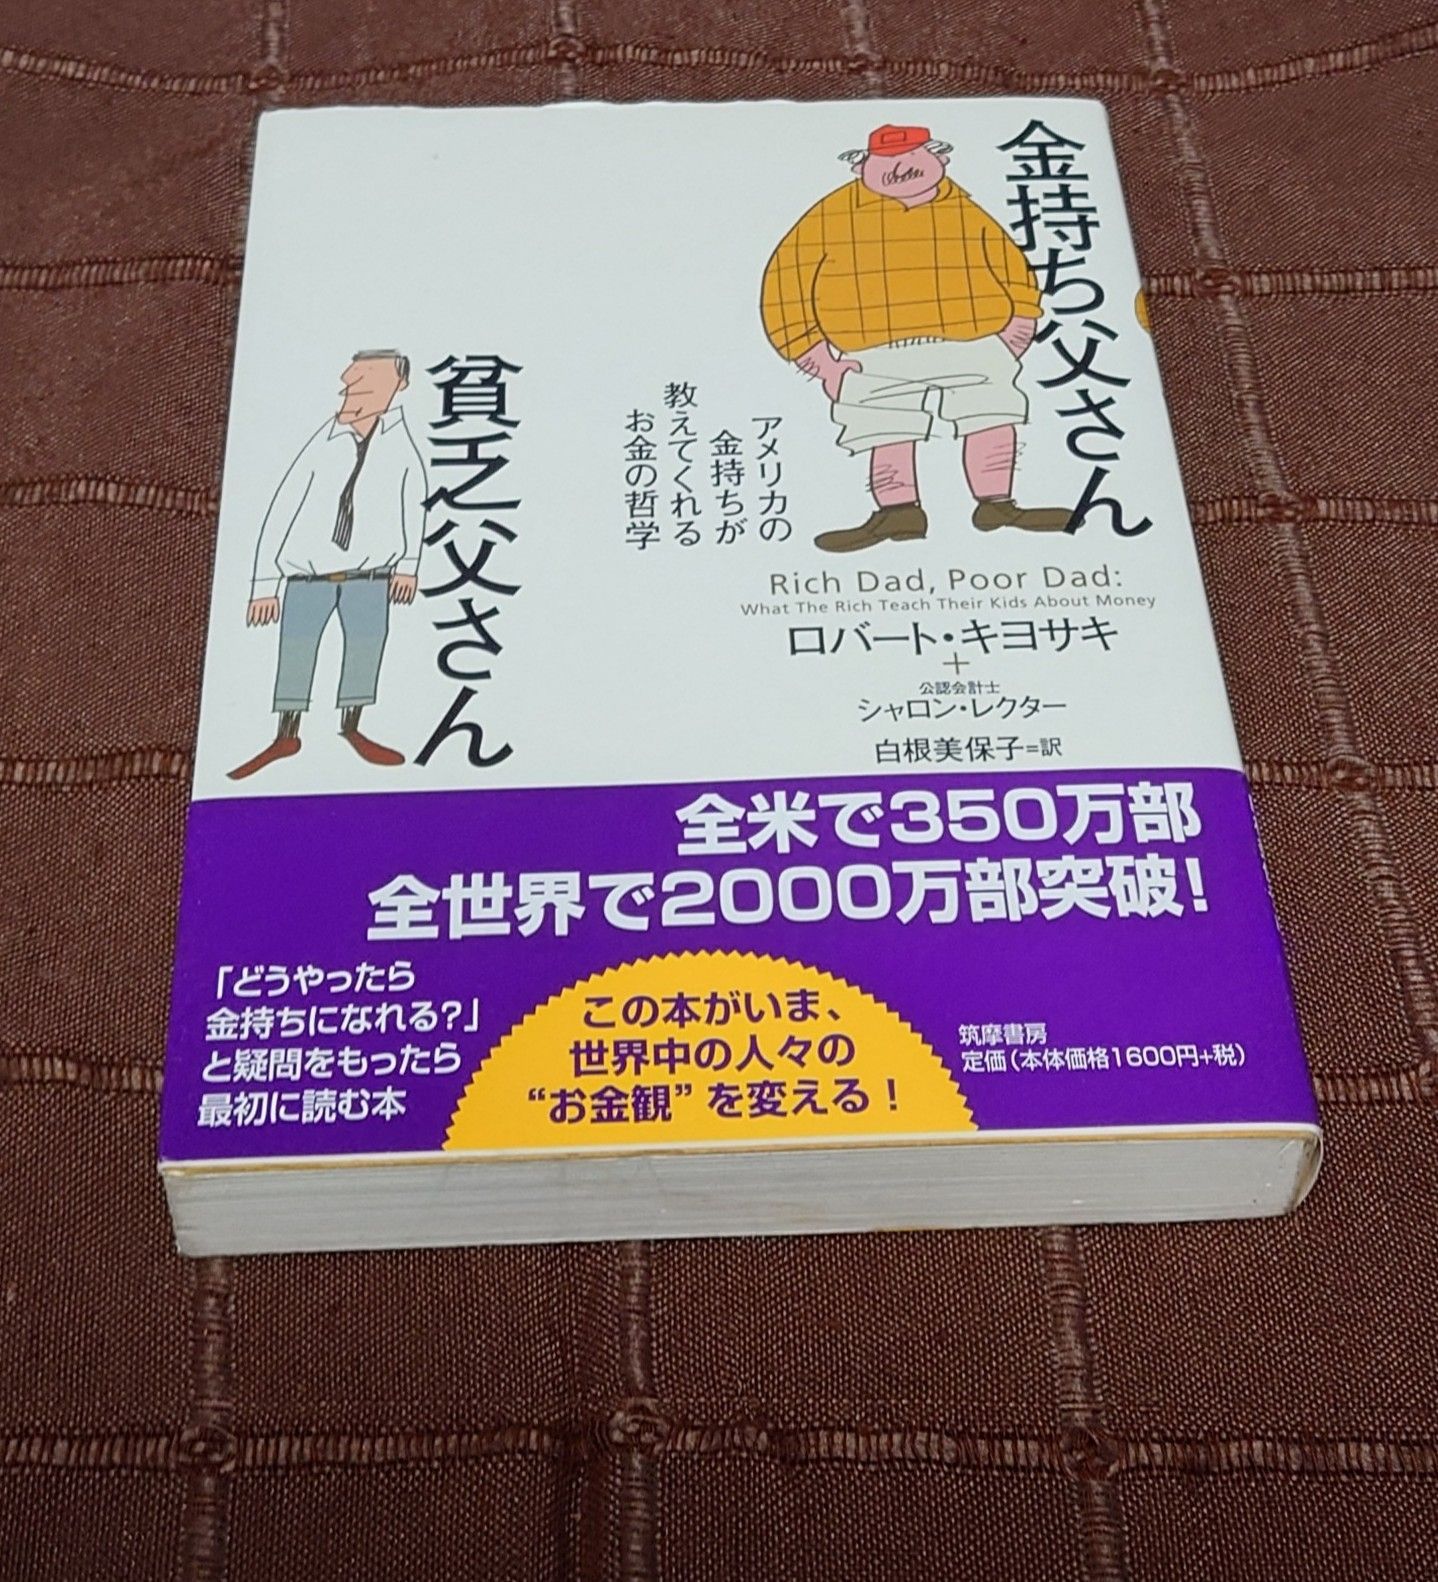 金持ち父さん
貧乏父さん
アメリカの
金持ちが
教えてくれる
お金の哲学
Rich Dad, Poor Dad:
What The Rich Teach Their Kids About Money
ロバート・キヨサキ
+
公認会計士
シャロン・レクター
白根美保子=訳
全米で350万部
全世界で2000万部突破!
「どうやったら
金持ちになれる?」
と疑問をもったら
最初に読む本
この本がいま、
世界中の人々の
“お金観”を変える!
筑摩書房
定価(本体価格1600円+税)